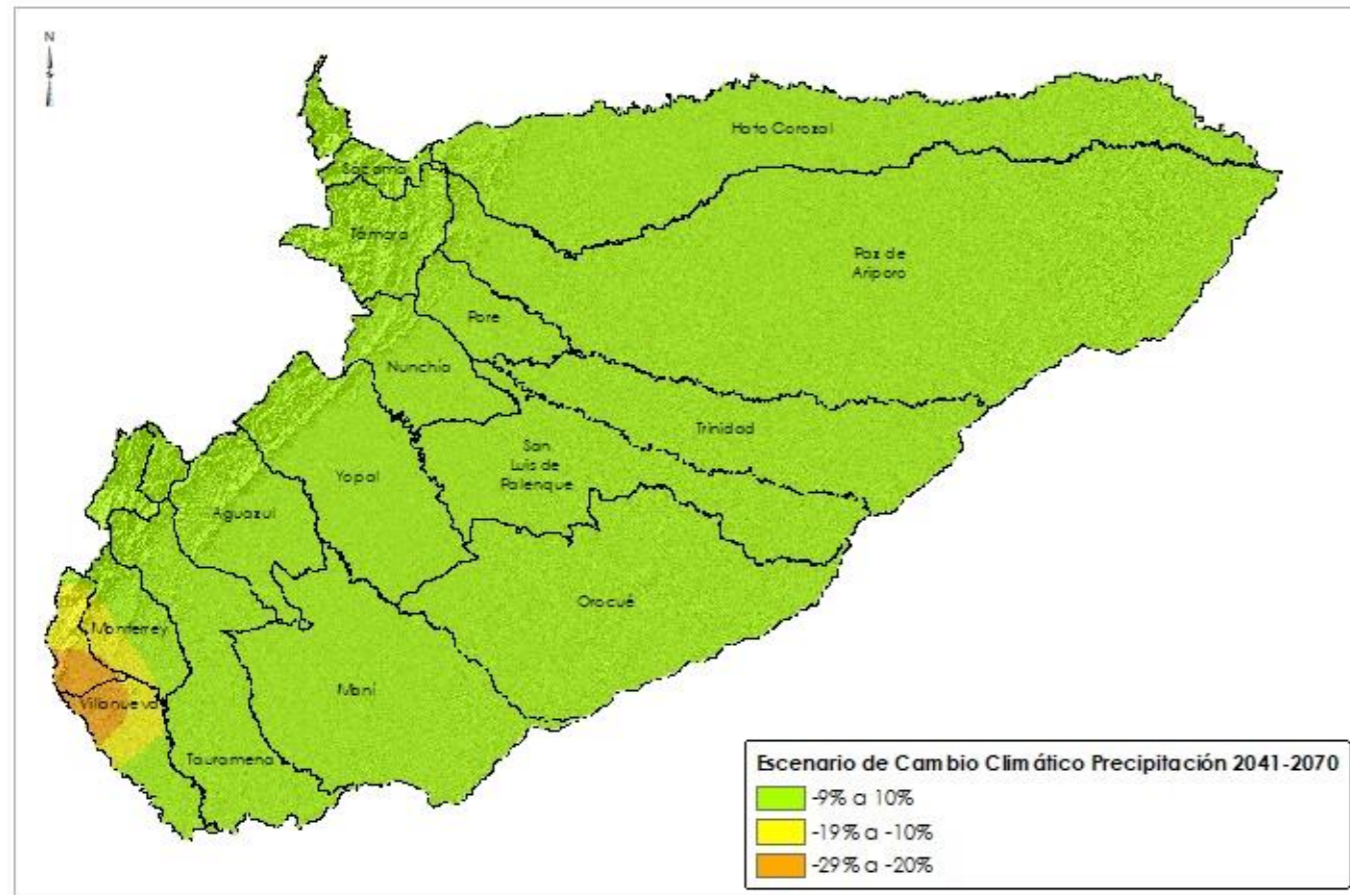 N
Hato Corozal
Sácama
Támara
Paz de
Ariporo
Pore
Nunchía
Trinidad
San
Luis de
Palenque
Yopal
Aguazul
Orocué
Monterrey
Maní
Villanueva
Tauramena
Escenario de Cambio Climático Precipitación 2041-2070
-9% a 10%
-19% a -10%
-29% a -20%